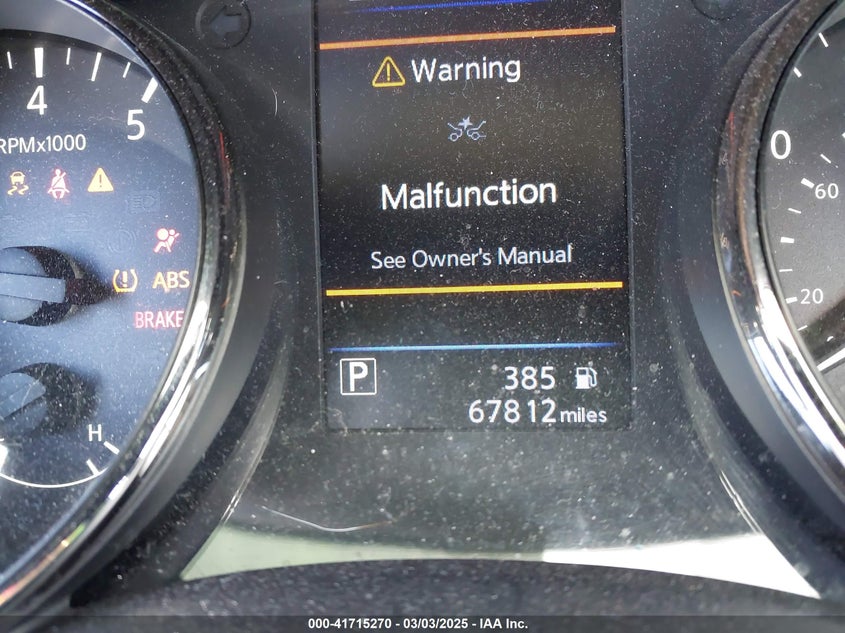 Warning
4
5
RPMx1000
0
Malfunction
60
See Owner's Manual
ABS
20
BRAKE
P
385
67812 miles
H
000-41715270 - 03/03/2025 - IAA Inc.